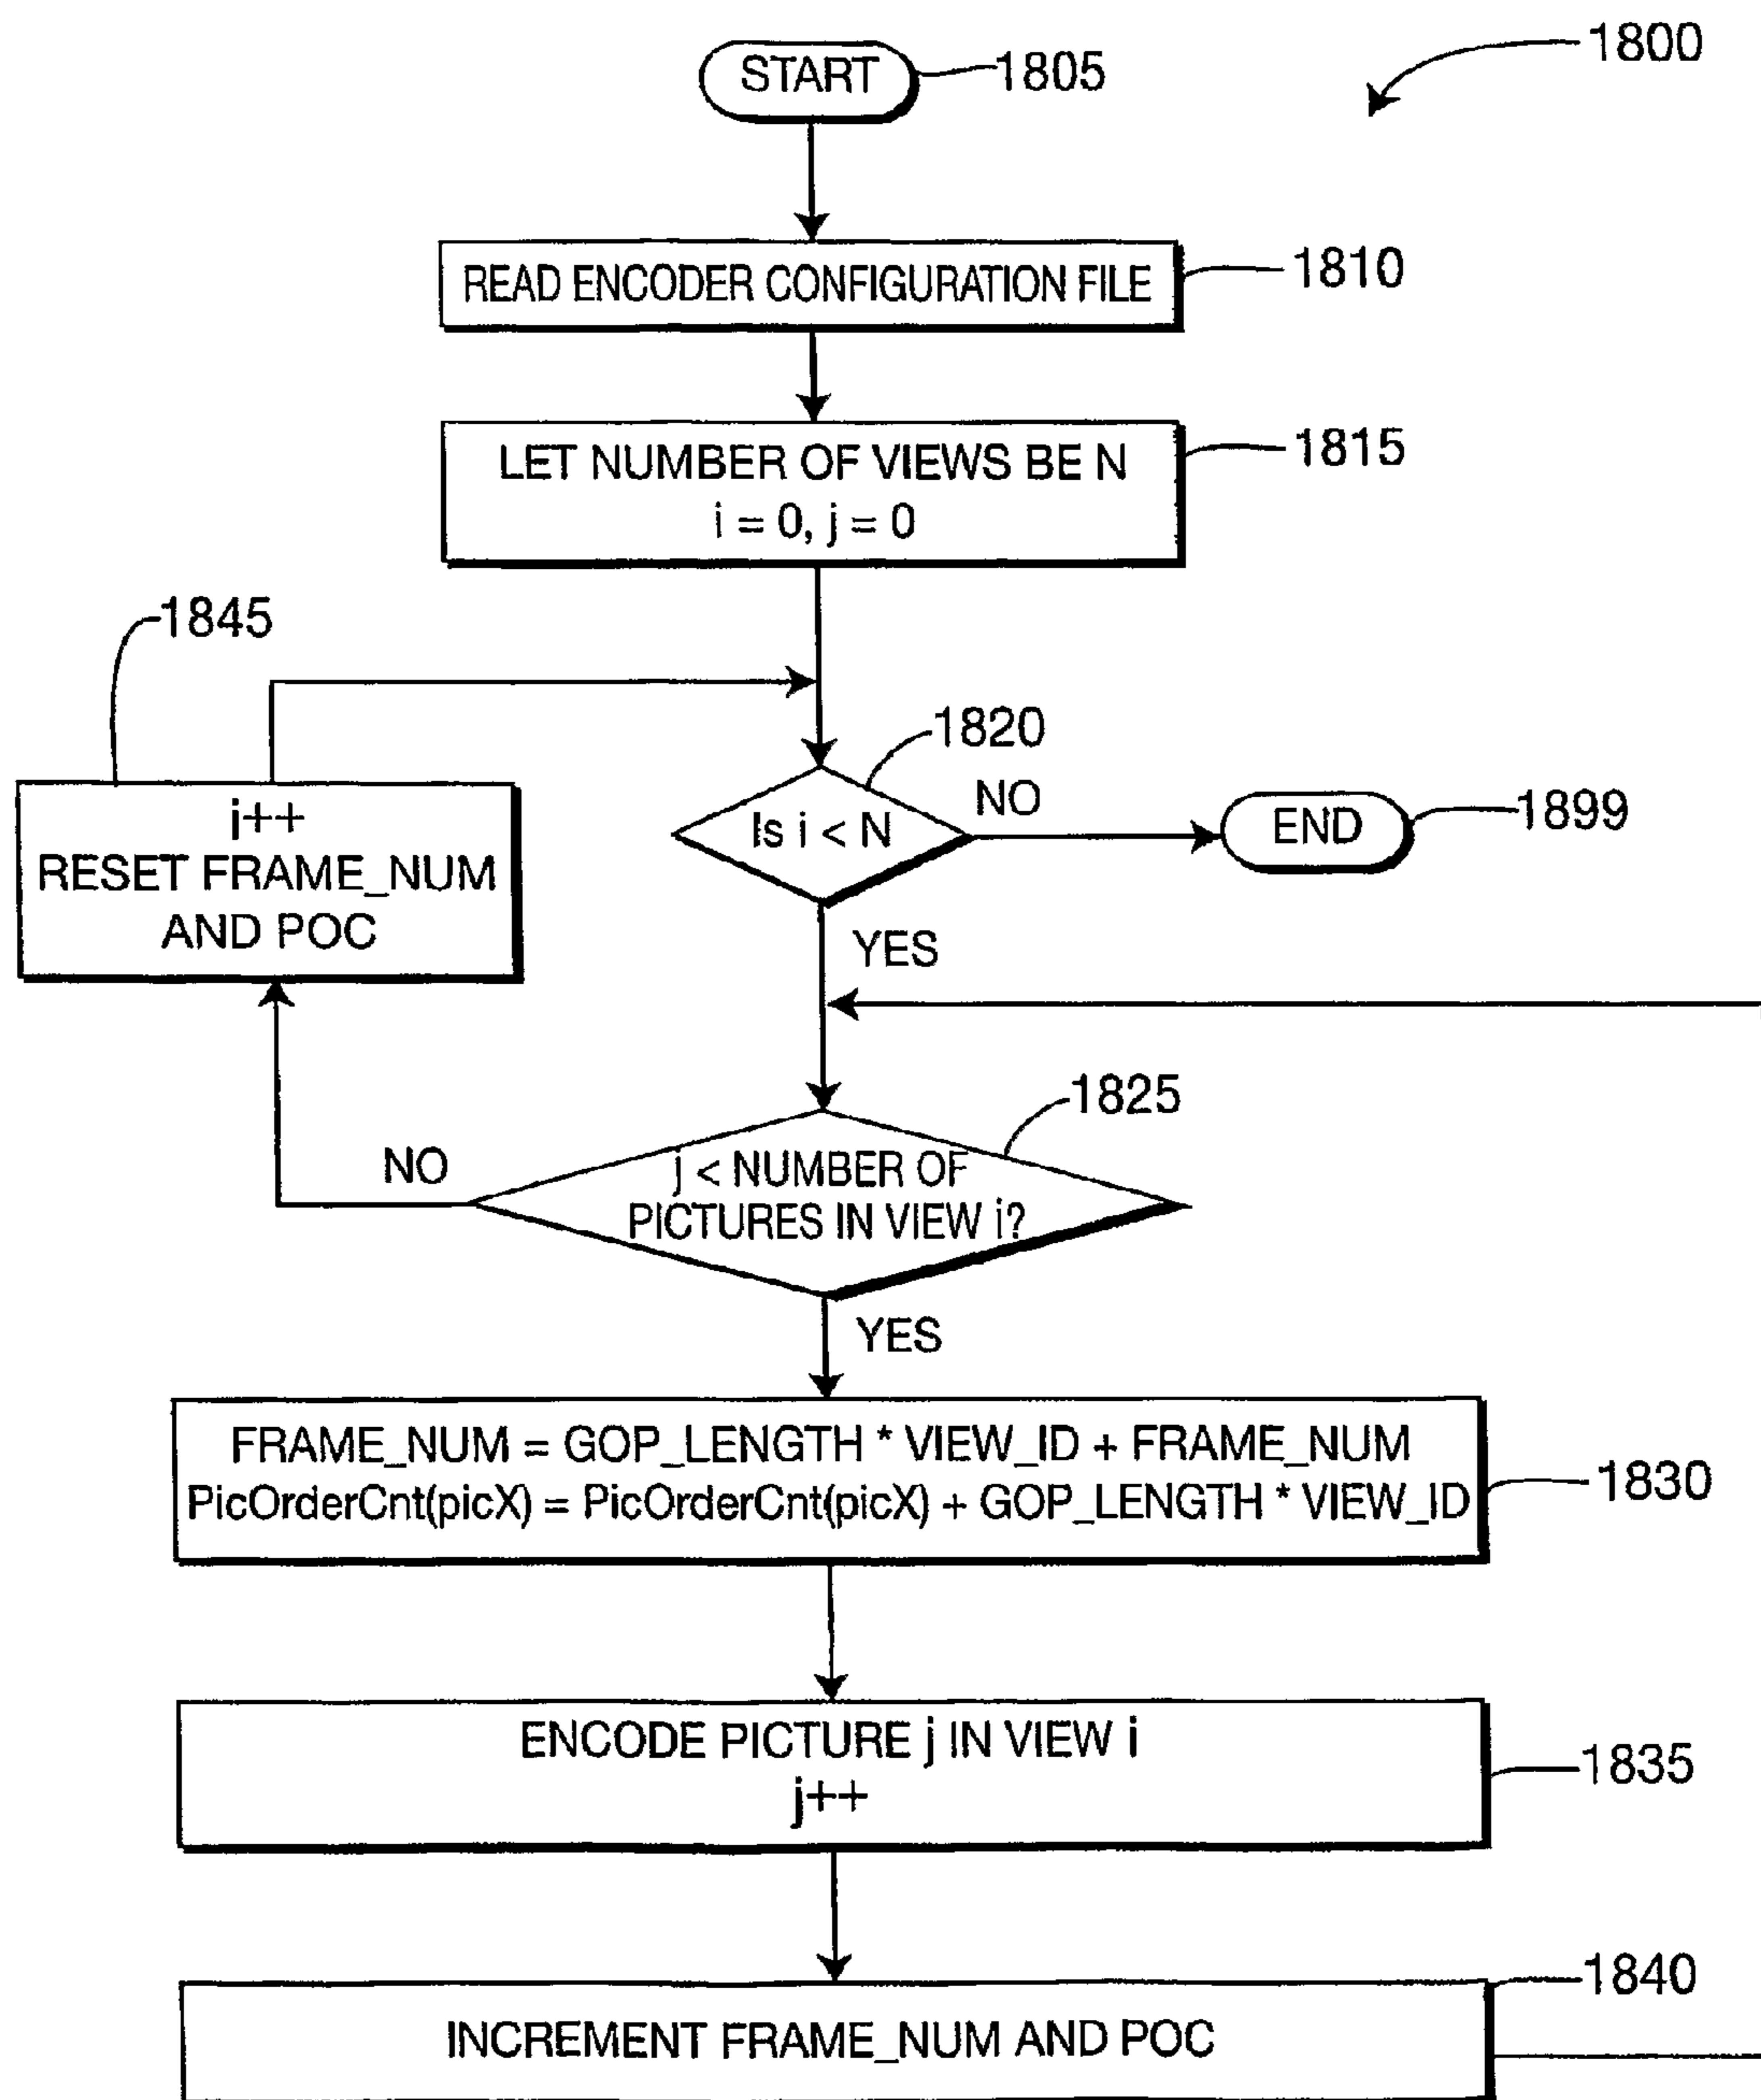 1800
START
1805
READ ENCODER CONFIGURATION FILE
1810
LET NUMBER OF VIEWS BE N
i = 0, j = 0
1815
1845
i++
RESET FRAME_NUM
AND POC
1820
Is i < N
NO
END
1899
YES
1825
NO
j < NUMBER OF
PICTURES IN VIEW i?
YES
FRAME_NUM = GOP_LENGTH * VIEW_ID + FRAME_NUM
PicOrderCnt(picX) = PicOrderCnt(picX) + GOP_LENGTH * VIEW_ID
1830
ENCODE PICTURE j IN VIEW i
j++
1835
1840
INCREMENT FRAME_NUM AND POC